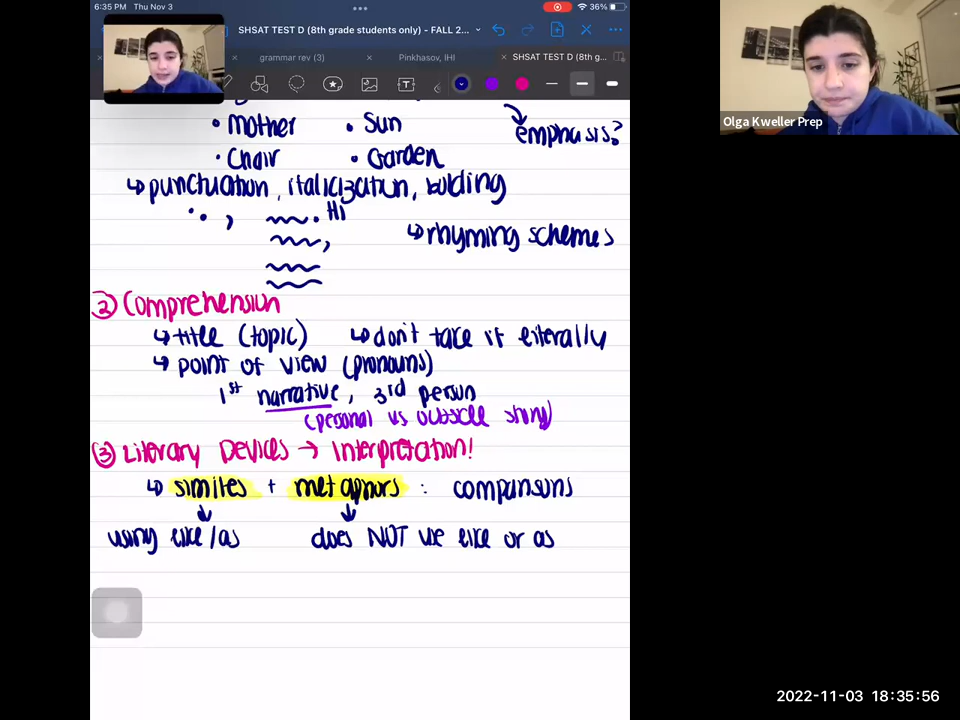 6:35 PM Thu Nov 3
36%
SHSAT TEST D (8th grade students only) – FALL 2...
grammar rev (3)
Pinkhasov, IHI
SHSAT TEST D (8th g...
• Mother • Sun
• Chair • Garden
emphasis?
↳ punctuation, italicization, bolding
• Hi
↳ rhyming schemes
② Comprehension
↳ title (topic) ↳ don't take it literally
↳ point of view (pronouns)
1st narrative, 3rd person
(personal vs outside
③ Literary Devices → Interpretation!
↳ similes + metaphors : comparisons
using like/as does NOT use like or as
Olga Kweller Prep
2022-11-03 18:35:56